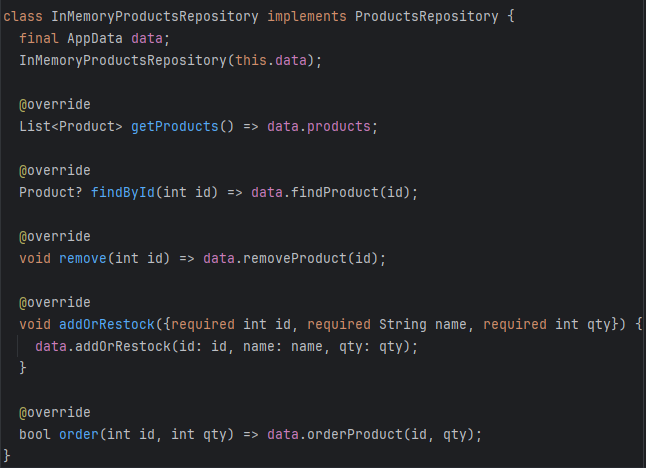 class InMemoryProductsRepository implements ProductsRepository {
  final AppData data;
  InMemoryProductsRepository(this.data);

  @override
  List<Product> getProducts() => data.products;

  @override
  Product? findById(int id) => data.findProduct(id);

  @override
  void remove(int id) => data.removeProduct(id);

  @override
  void addOrRestock({required int id, required String name, required int qty}) {
    data.addOrRestock(id: id, name: name, qty: qty);
  }

  @override
  bool order(int id, int qty) => data.orderProduct(id, qty);
}